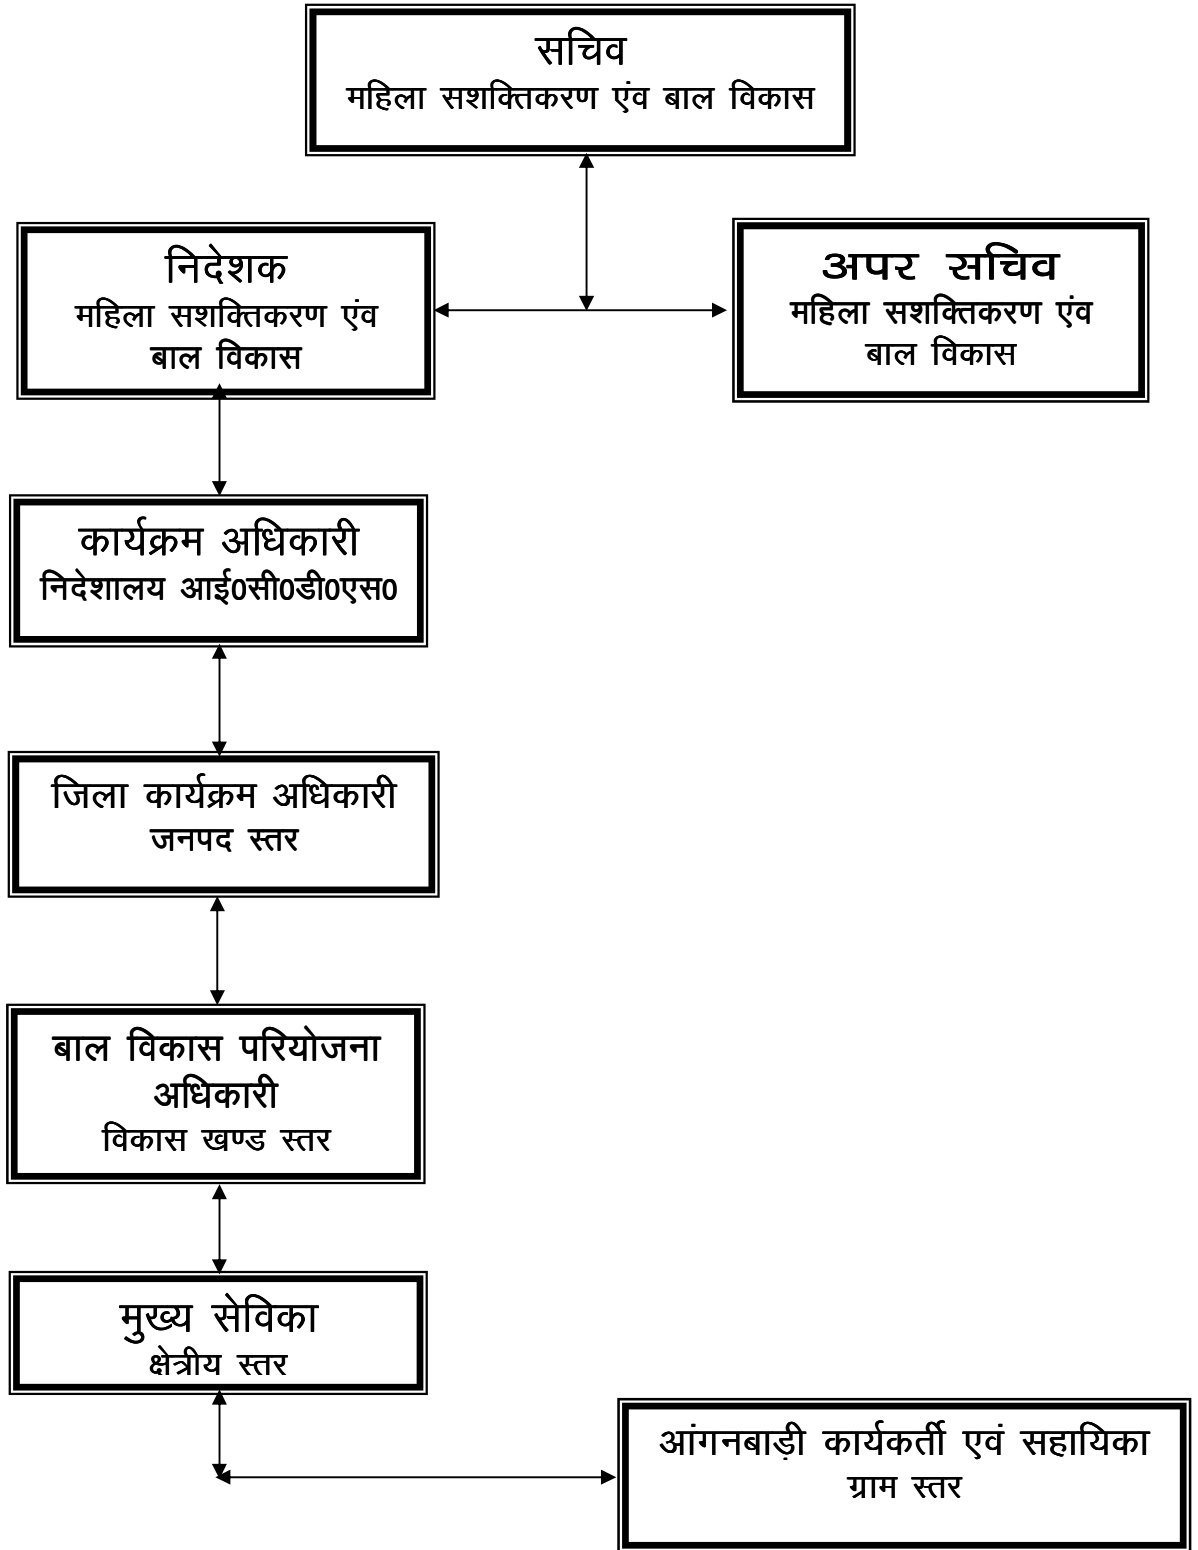 सचिव
महिला सशक्तिकरण एंव बाल विकास
निदेशक
महिला सशक्तिकरण एंव
बाल विकास
अपर सचिव
महिला सशक्तिकरण एंव
बाल विकास
कार्यक्रम अधिकारी
निदेशालय आई0सी0डी0एस0
जिला कार्यक्रम अधिकारी
जनपद स्तर
बाल विकास परियोजना
अधिकारी
विकास खण्ड स्तर
मुख्य सेविका
क्षेत्रीय स्तर
आंगनबाड़ी कार्यकर्ती एवं सहायिका
ग्राम स्तर